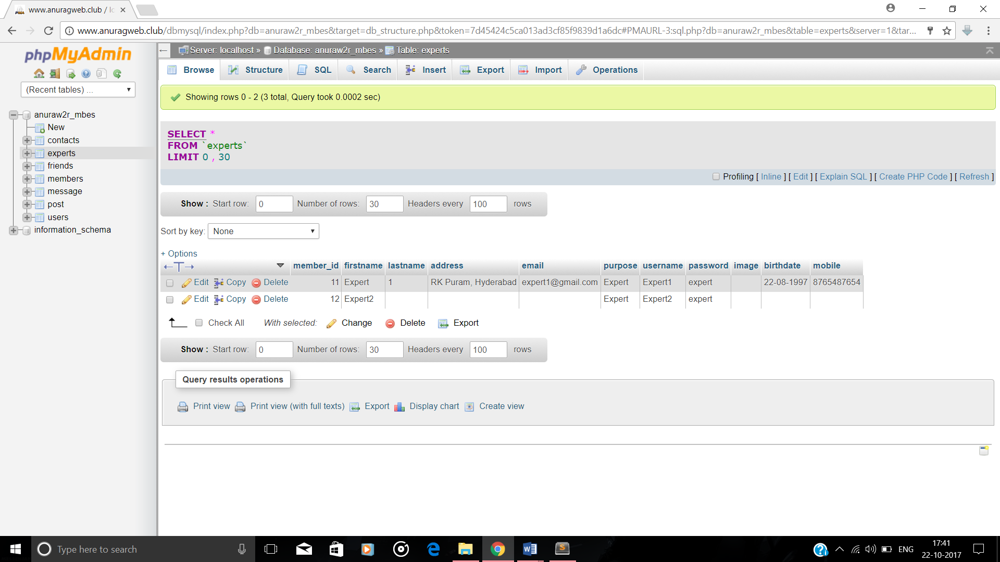 www.anuragweb.club / lo
www.anuragweb.club/dbmysql/index.php?db=anuraw2r_mbes&target=db_structure.php&token=7d45424c5ca013ad3cf85f9839d1a6dc#PMAURL-3:sql.php?db=anuraw2r_mbes&table=experts&server=1&tar...
phpMyAdmin
(Recent tables) ...
anuraw2r_mbes
New
contacts
experts
friends
members
message
post
users
information_schema
Server: localhost » Database: anuraw2r_mbes » Table: experts
Browse Structure SQL Search Insert Export Import Operations
Showing rows 0 - 2 (3 total, Query took 0.0002 sec)
SELECT *
FROM `experts`
LIMIT 0 , 30
Profiling [ Inline ] [ Edit ] [ Explain SQL ] [ Create PHP Code ] [ Refresh ]
Show : Start row: 0 Number of rows: 30 Headers every 100 rows
Sort by key: None
+ Options
member_id firstname lastname address email purpose username password image birthdate mobile
Edit Copy Delete 11 Expert 1 RK Puram, Hyderabad expert1@gmail.com Expert Expert1 expert 22-08-1997 8765487654
Edit Copy Delete 12 Expert2 Expert Expert2 expert
Check All With selected: Change Delete Export
Show : Start row: 0 Number of rows: 30 Headers every 100 rows
Query results operations
Print view Print view (with full texts) Export Display chart Create view
Type here to search
ENG
17:41
22-10-2017